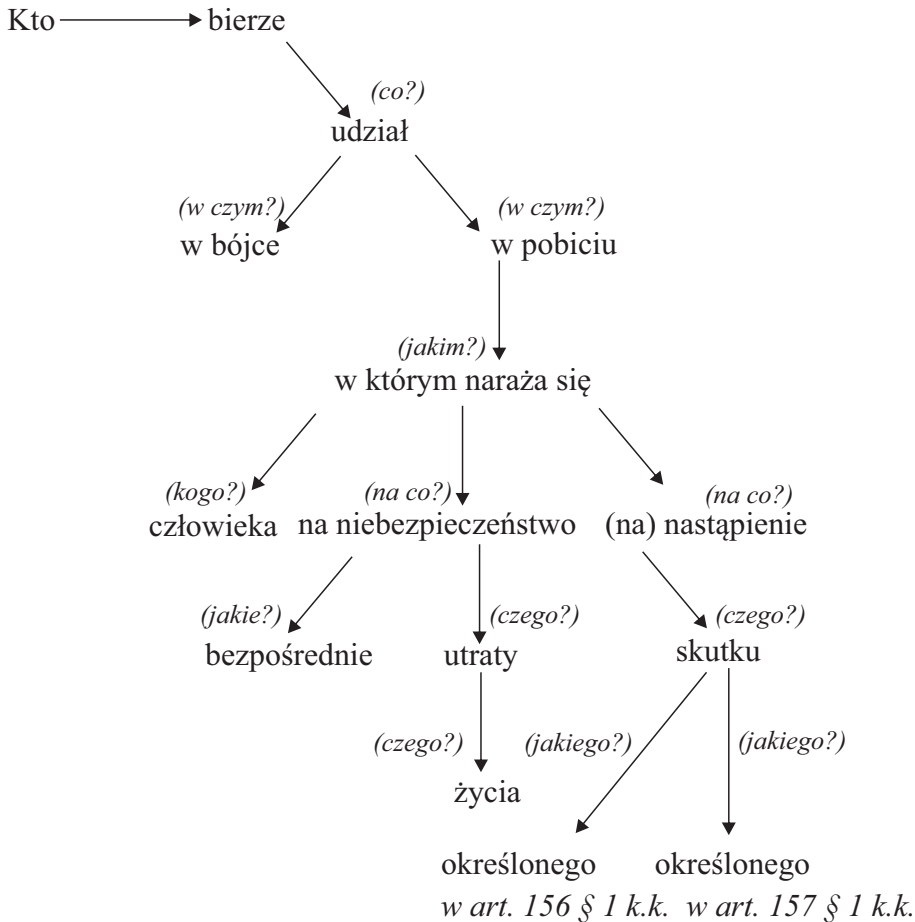 Kto bierze
(co?)
udział
(w czym?) (w czym?)
w bójce w pobiciu
(jakim?)
w którym naraża się
(kogo?) (na co?) (na co?)
człowieka na niebezpieczeństwo (na) nastąpienie
(jakie?) (czego?) (czego?)
bezpośrednie utraty skutku
(czego?) (jakiego?) (jakiego?)
życia
określonego określonego
w art. 156 § 1 k.k. w art. 157 § 1 k.k.